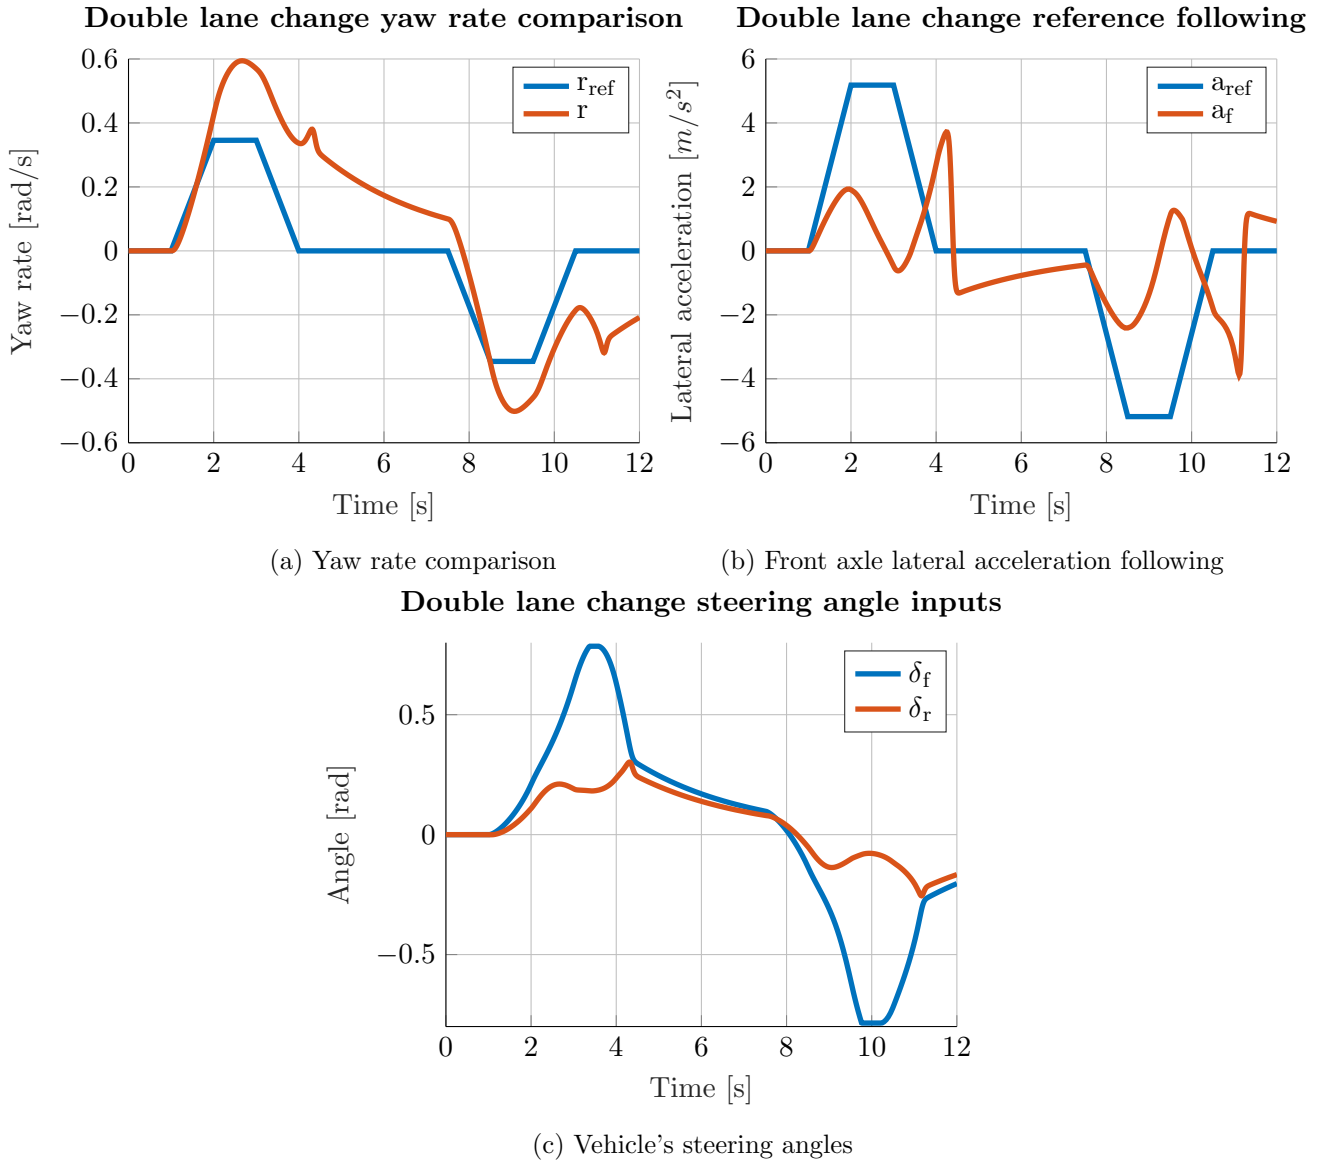 Double lane change yaw rate comparison
0.6
0.4
0.2
0
−0.2
−0.4
−0.6
Yaw rate [rad/s]
r_ref
r
0 2 4 6 8 10 12
Time [s]
(a) Yaw rate comparison
Double lane change reference following
6
4
2
0
−2
−4
−6
Lateral acceleration [m/s²]
a_ref
a_f
0 2 4 6 8 10 12
Time [s]
(b) Front axle lateral acceleration following
Double lane change steering angle inputs
0.5
0
−0.5
Angle [rad]
δ_f
δ_r
0 2 4 6 8 10 12
Time [s]
(c) Vehicle's steering angles